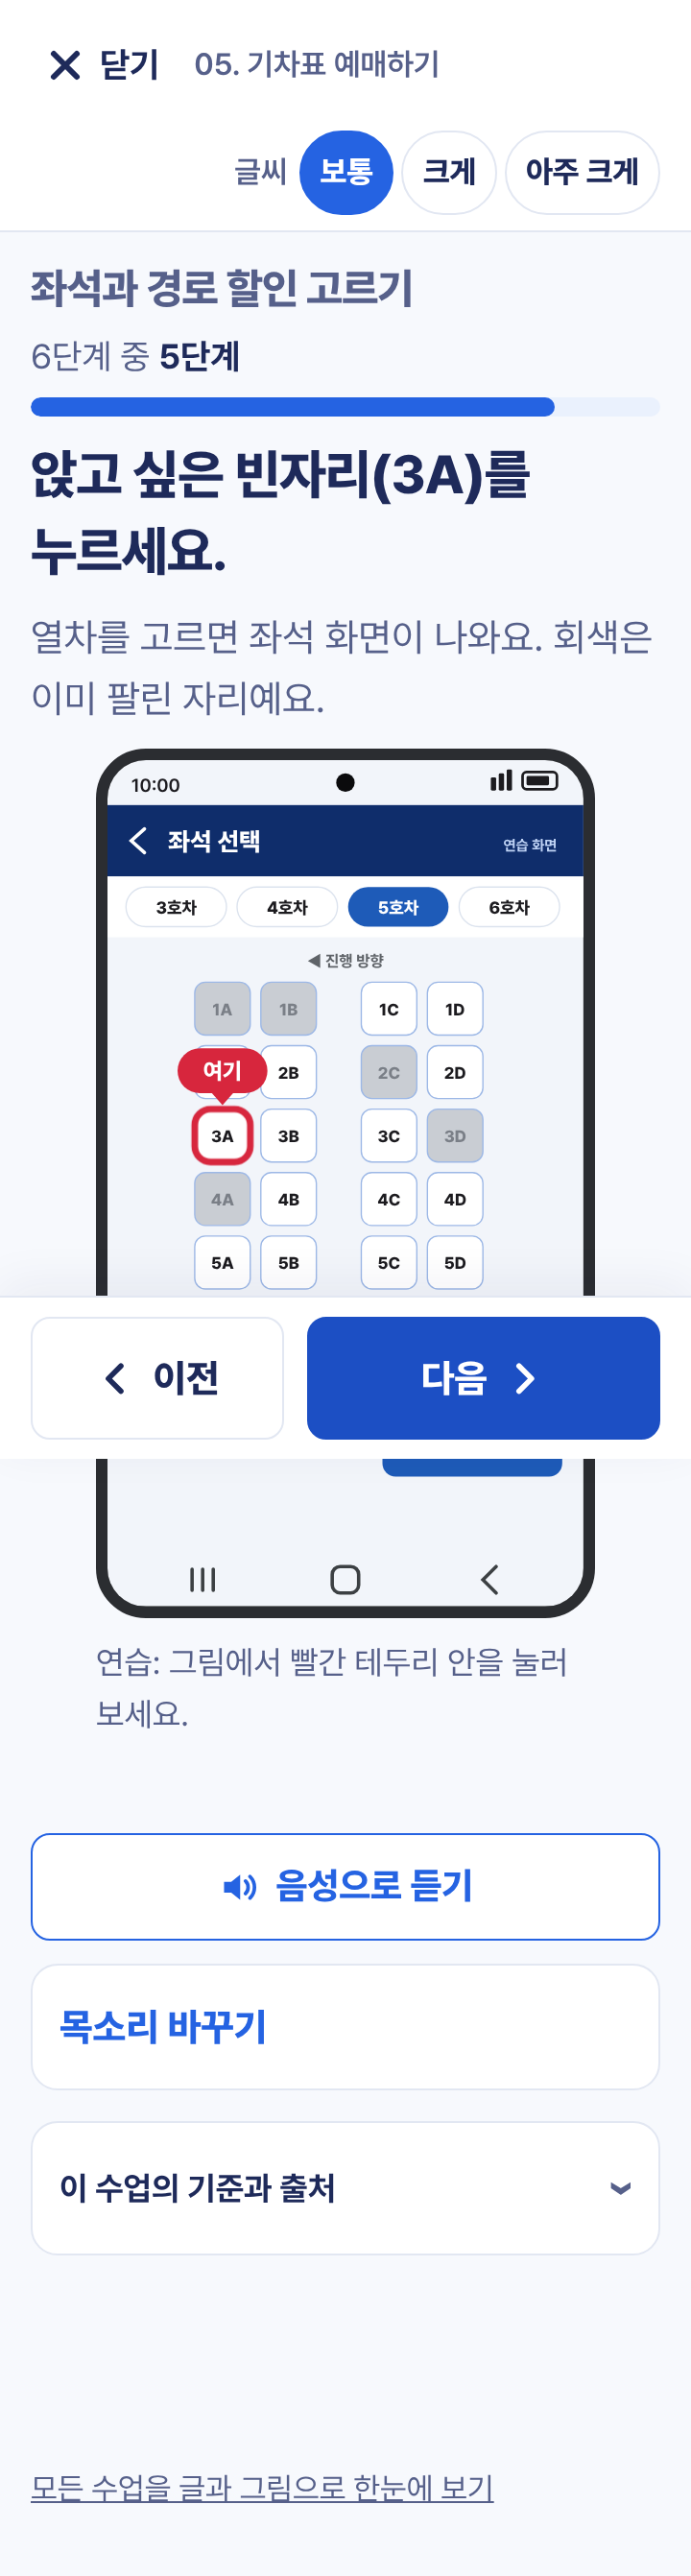 닫기 05. 기차표 예매하기
글씨 보통 크게 아주 크게
좌석과 경로 할인 고르기
6단계 중 5단계
앉고 싶은 빈자리(3A)를
누르세요.
열차를 고르면 좌석 화면이 나와요. 회색은
이미 팔린 자리예요.
10:00
좌석 선택 연습 화면
3호차 4호차 5호차 6호차
◀ 진행 방향
1A 1B 1C 1D
여기 2B 2C 2D
3A 3B 3C 3D
4A 4B 4C 4D
5A 5B 5C 5D
이전 다음
연습: 그림에서 빨간 테두리 안을 눌러
보세요.
음성으로 듣기
목소리 바꾸기
이 수업의 기준과 출처
모든 수업을 글과 그림으로 한눈에 보기